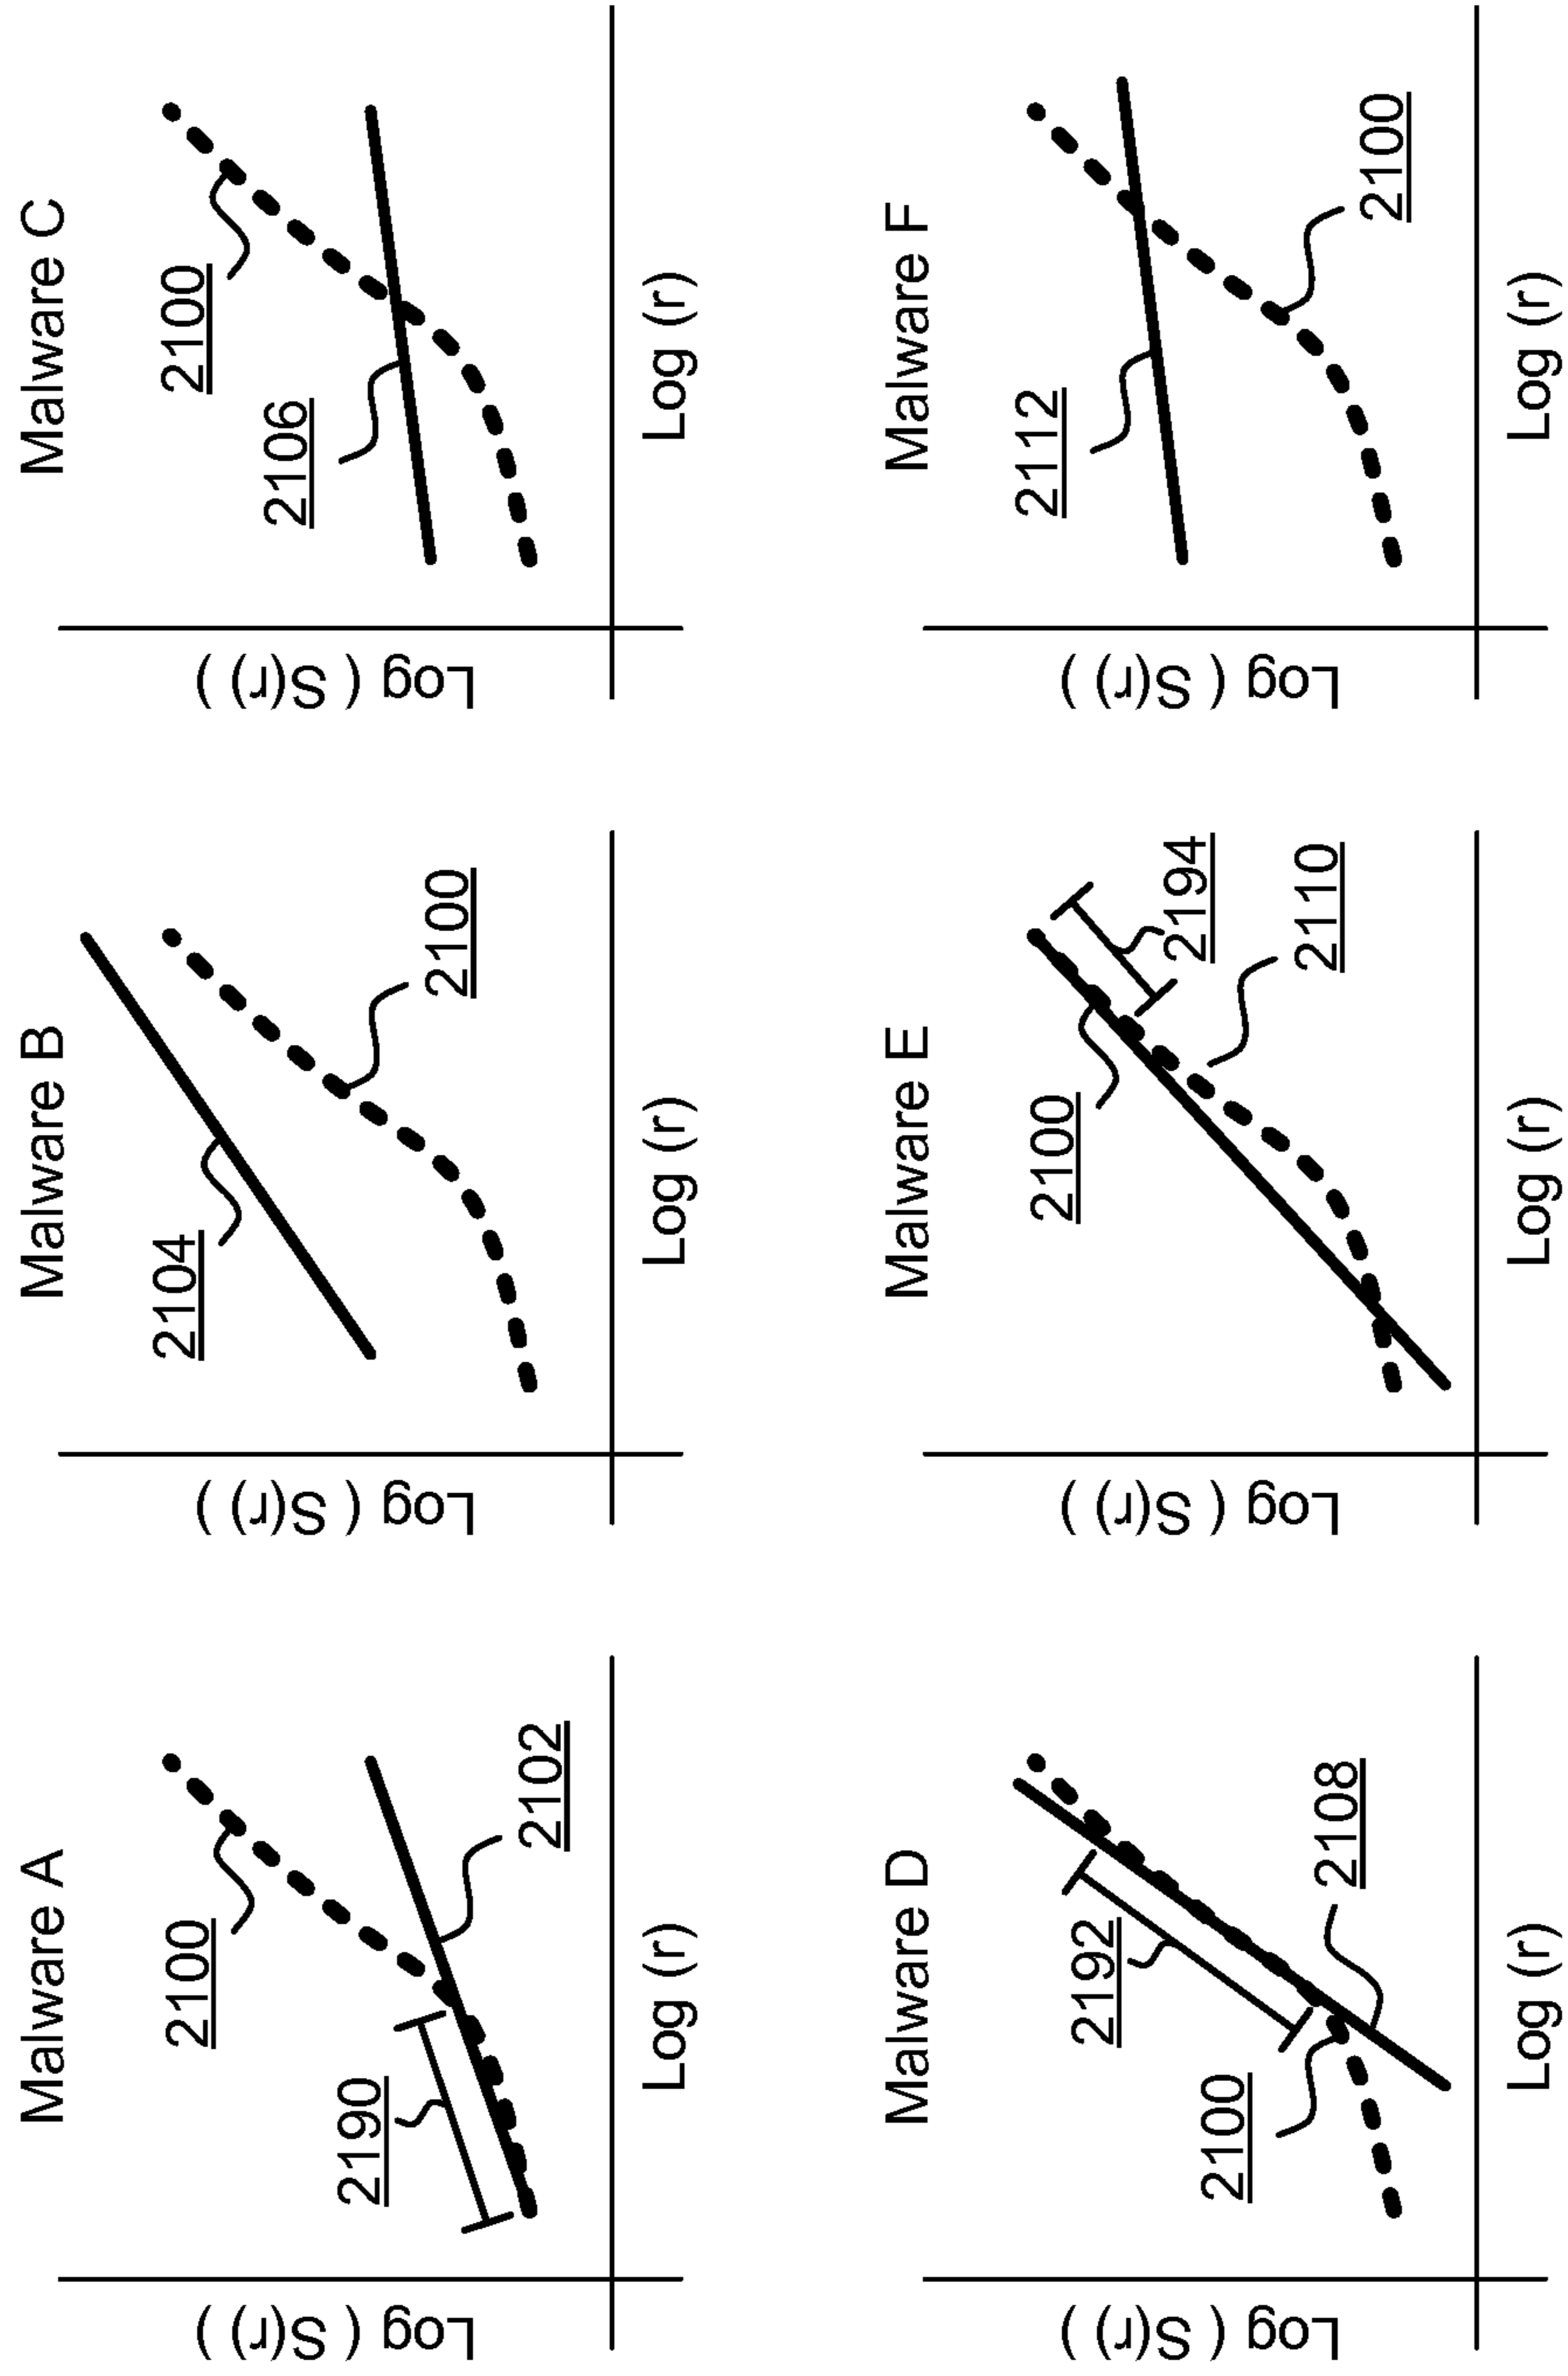 Malware A
2100
2190
2102
Log ( S(r) )
Log (r)
Malware B
2104
2100
Log ( S(r) )
Log (r)
Malware C
2100
2106
Log ( S(r) )
Log (r)
Malware D
2192
2100
2108
Log ( S(r) )
Log (r)
Malware E
2100
2194
2110
Log ( S(r) )
Log (r)
Malware F
2112
2100
Log ( S(r) )
Log (r)